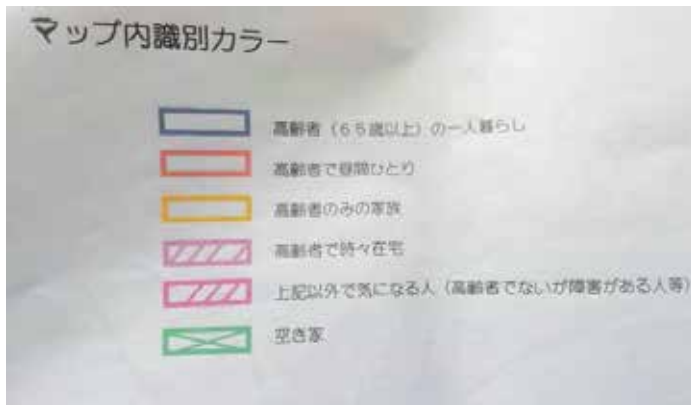 マップ内識別カラー
高齢者（６５歳以上）の一人暮らし
高齢者で昼間ひとり
高齢者のみの家族
高齢者で時々在宅
上記以外で気になる人（高齢者でないが障害がある人等）
空き家